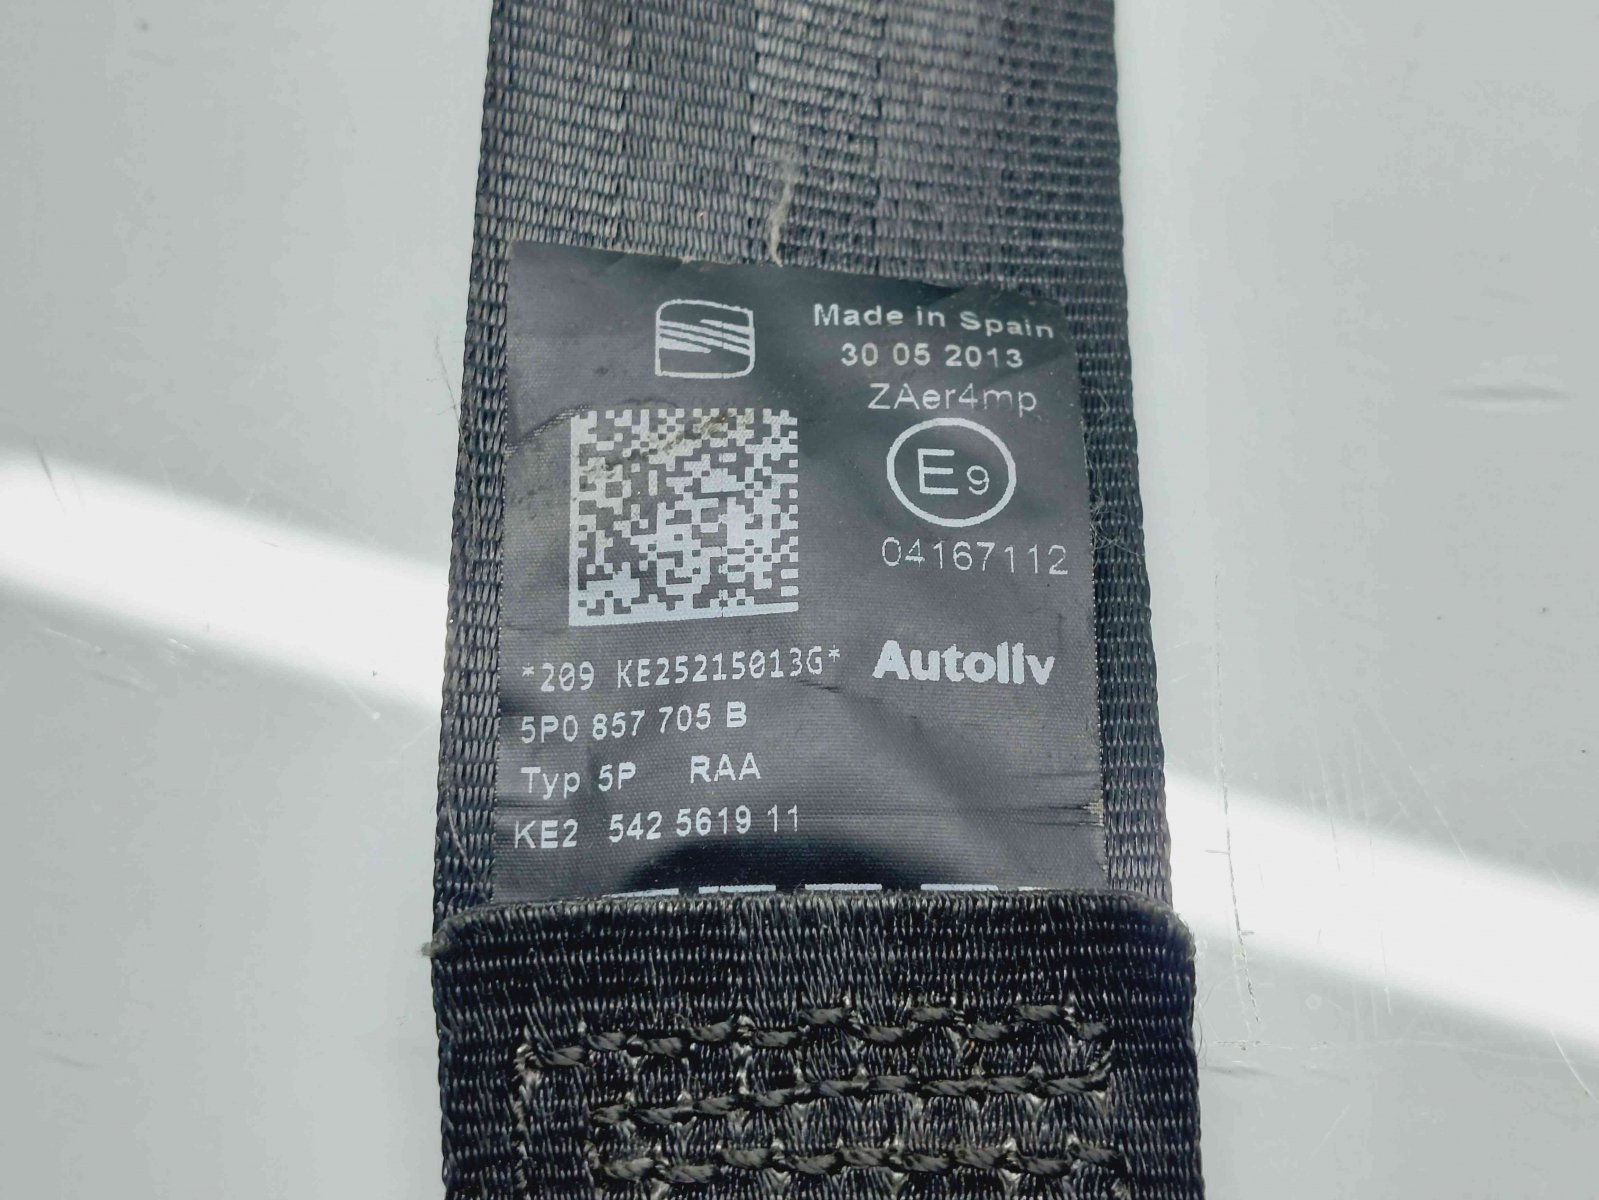 Made in Spain
30 05 2013
ZAer4mp
E9
04167112
*209 KE25215013G*
Autoliv
5P0 857 705 B
Typ 5P RAA
KE2 542 5619 11